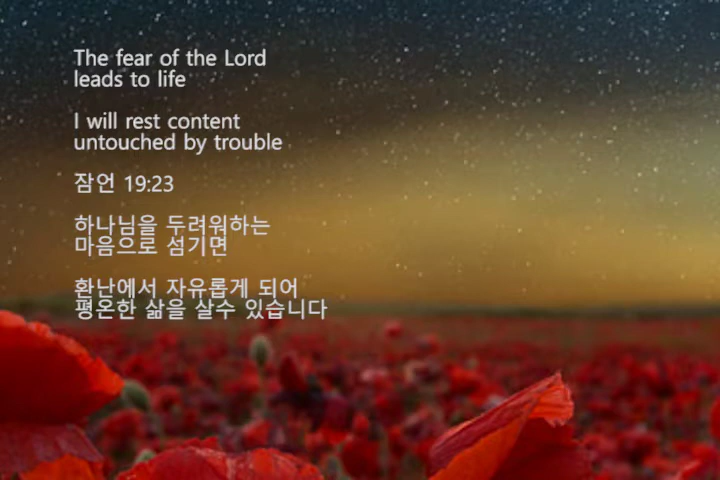 The fear of the Lord
leads to life
I will rest content
untouched by trouble
잠언 19:23
하나님을 두려워하는
마음으로 섬기면
환난에서 자유롭게 되어
평온한 삶을 살수 있습니다